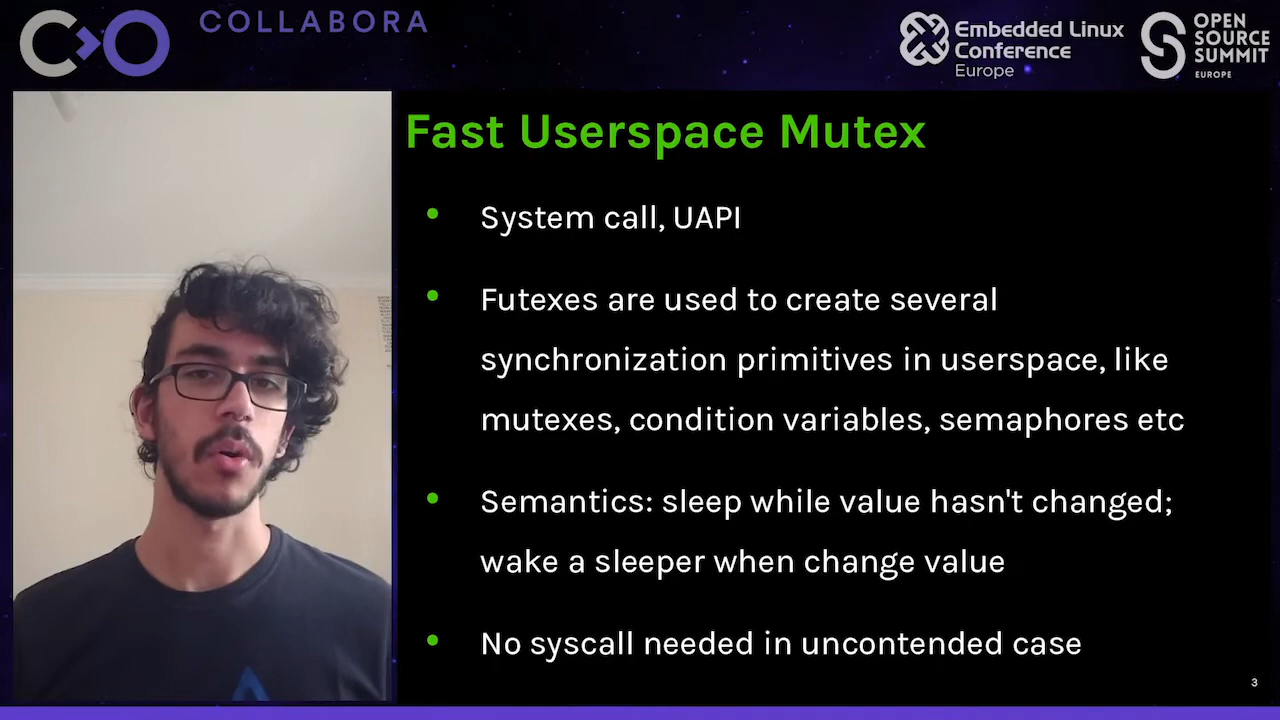 COLLABORA
Embedded Linux
Conference
Europe
OPEN
SOURCE
SUMMIT
EUROPE
Fast Userspace Mutex
• System call, UAPI
• Futexes are used to create several
synchronization primitives in userspace, like
mutexes, condition variables, semaphores etc
• Semantics: sleep while value hasn't changed;
wake a sleeper when change value
• No syscall needed in uncontended case
3